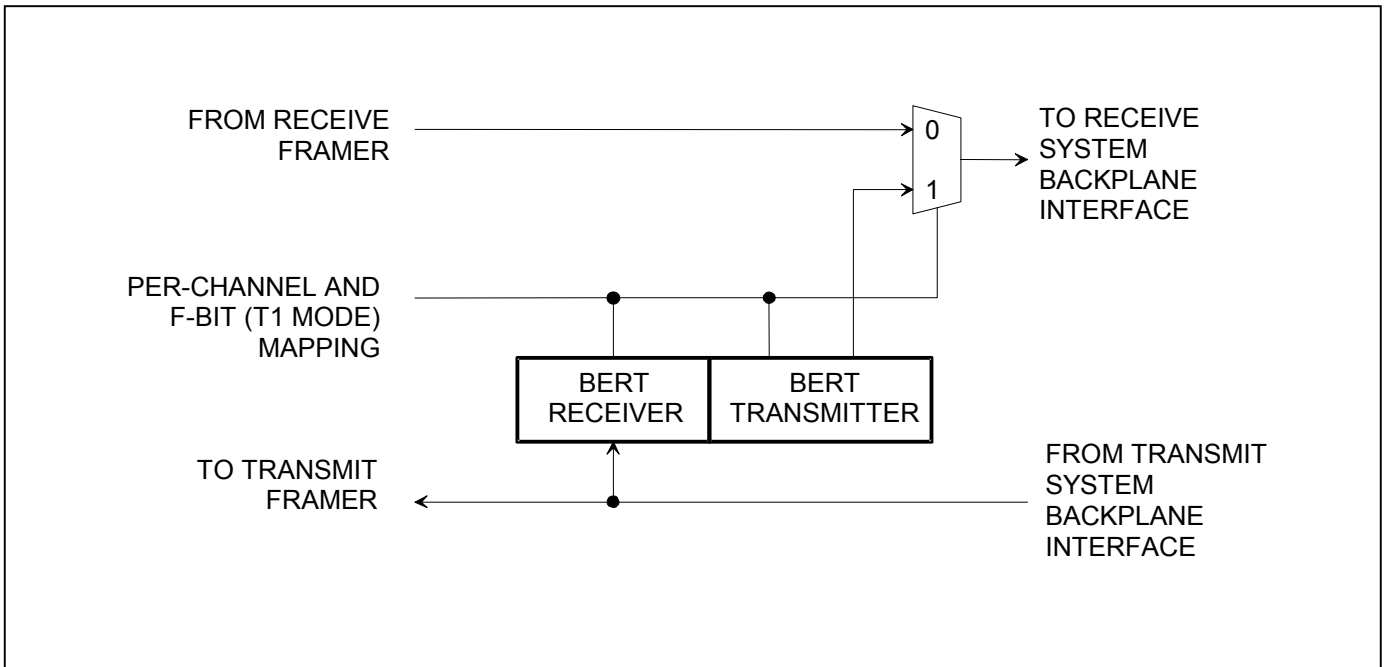 FROM RECEIVE
FRAMER
0
1
TO RECEIVE
SYSTEM
BACKPLANE
INTERFACE
PER-CHANNEL AND
F-BIT (T1 MODE)
MAPPING
BERT
RECEIVER
BERT
TRANSMITTER
TO TRANSMIT
FRAMER
FROM TRANSMIT
SYSTEM
BACKPLANE
INTERFACE